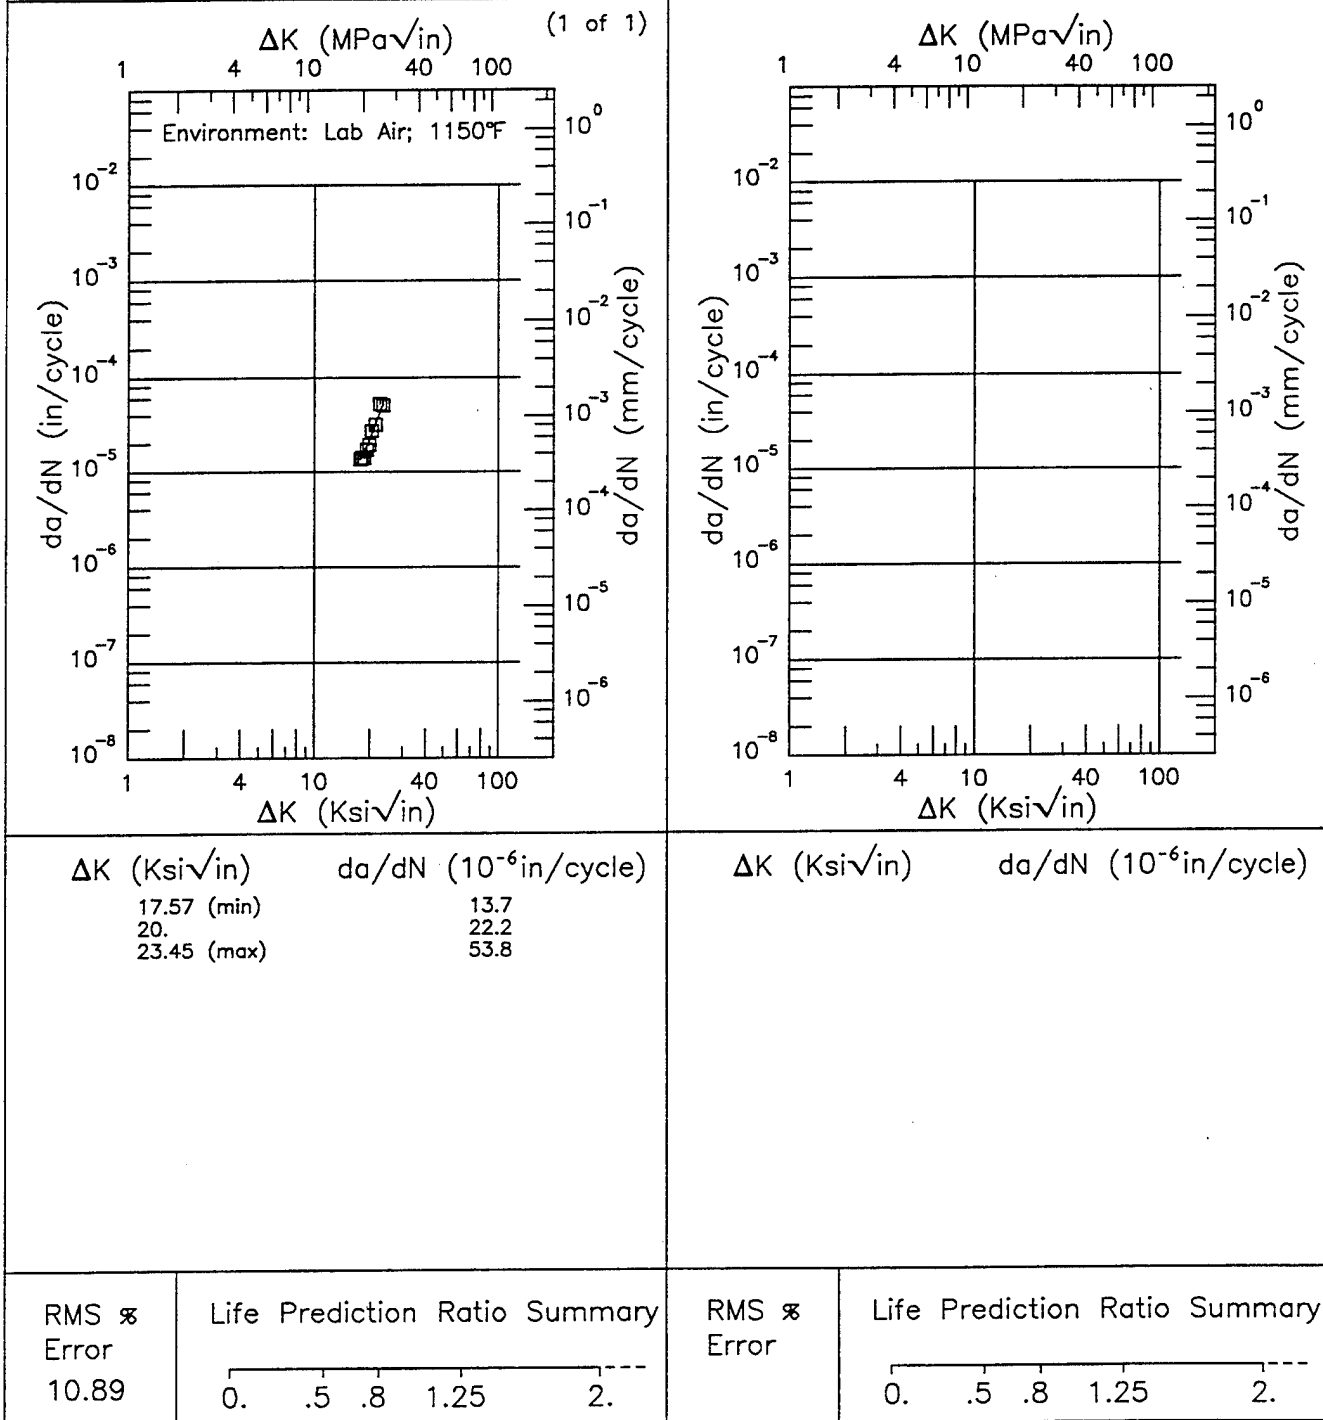 (1 of 1)
ΔK (MPa√in)
1 4 10 40 100
Environment: Lab Air; 1150°F
da/dN (in/cycle)
10⁻²
10⁻³
10⁻⁴
10⁻⁵
10⁻⁶
10⁻⁷
10⁻⁸
10⁰
10⁻¹
10⁻²
10⁻³
10⁻⁴
10⁻⁵
10⁻⁶
da/dN (mm/cycle)
1 4 10 40 100
ΔK (Ksi√in)
ΔK (MPa√in)
1 4 10 40 100
da/dN (in/cycle)
10⁻²
10⁻³
10⁻⁴
10⁻⁵
10⁻⁶
10⁻⁷
10⁻⁸
10⁰
10⁻¹
10⁻²
10⁻³
10⁻⁴
10⁻⁵
10⁻⁶
da/dN (mm/cycle)
1 4 10 40 100
ΔK (Ksi√in)
ΔK (Ksi√in) da/dN (10⁻⁶in/cycle)
17.57 (min) 13.7
20. 22.2
23.45 (max) 53.8
ΔK (Ksi√in) da/dN (10⁻⁶in/cycle)
RMS %
Error
10.89
Life Prediction Ratio Summary
0. .5 .8 1.25 2.
RMS %
Error
Life Prediction Ratio Summary
0. .5 .8 1.25 2.